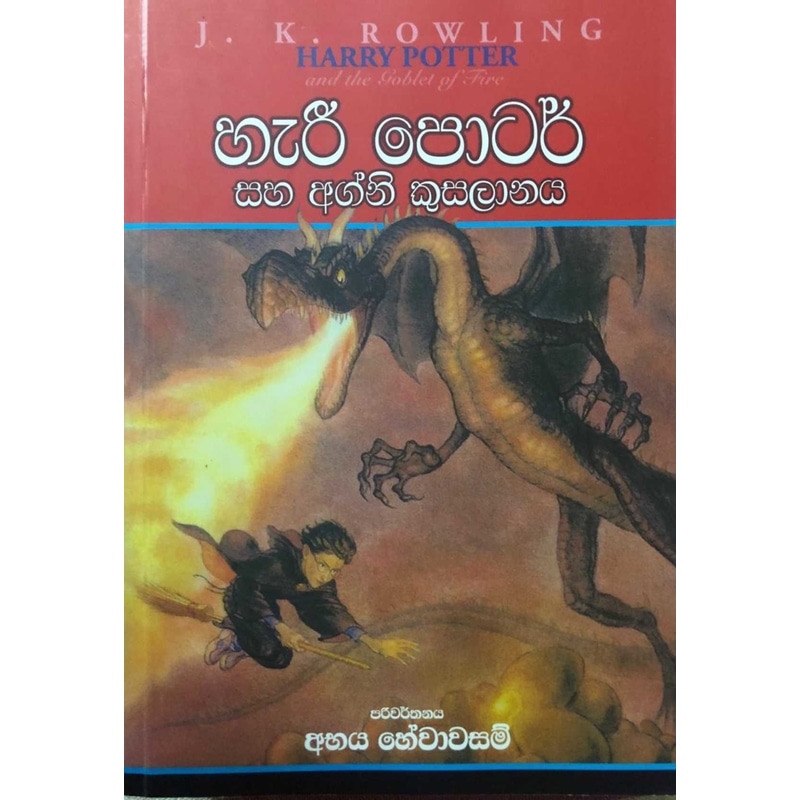 J. K. ROWLING
HARRY POTTER
and the Goblet of Fire
හැරී පොටර්
සහ අග්නි කුසලානය
පරිවර්තනය
අභය හේවාවසම්